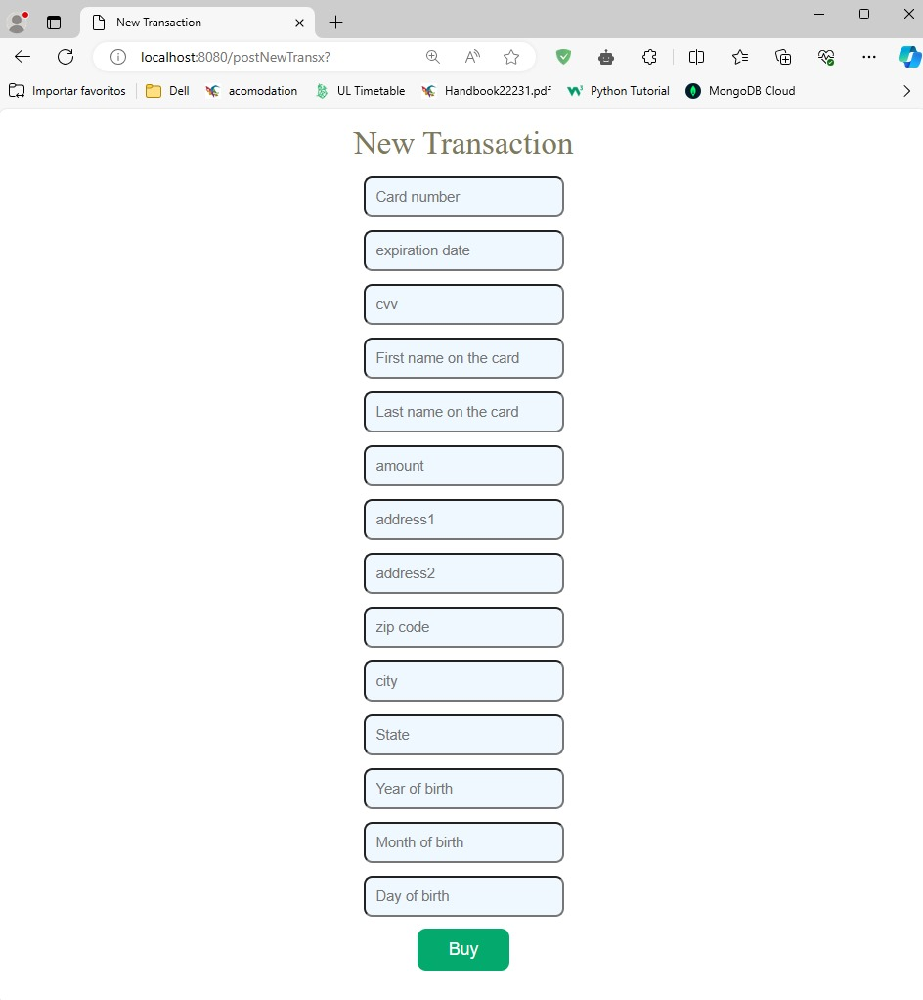 New Transaction
localhost:8080/postNewTransx?
Importar favoritos Dell acomodation UL Timetable Handbook22231.pdf Python Tutorial MongoDB Cloud
New Transaction
Card number
expiration date
cvv
First name on the card
Last name on the card
amount
address1
address2
zip code
city
State
Year of birth
Month of birth
Day of birth
Buy